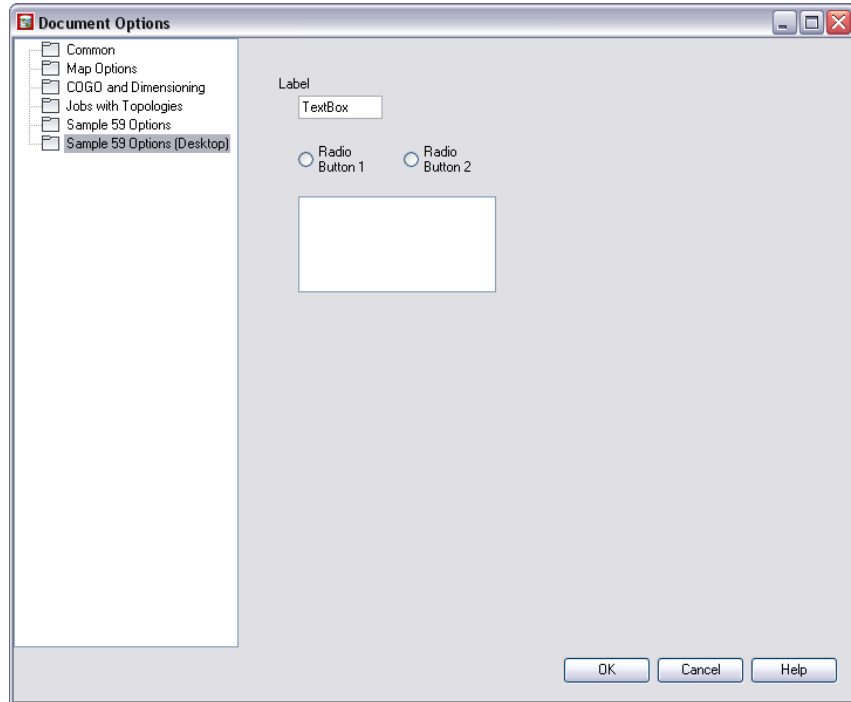 Document Options
Common
Map Options
COGO and Dimensioning
Jobs with Topologies
Sample 59 Options
Sample 59 Options (Desktop)
Label
TextBox
Radio
Button 1
Radio
Button 2
OK Cancel Help